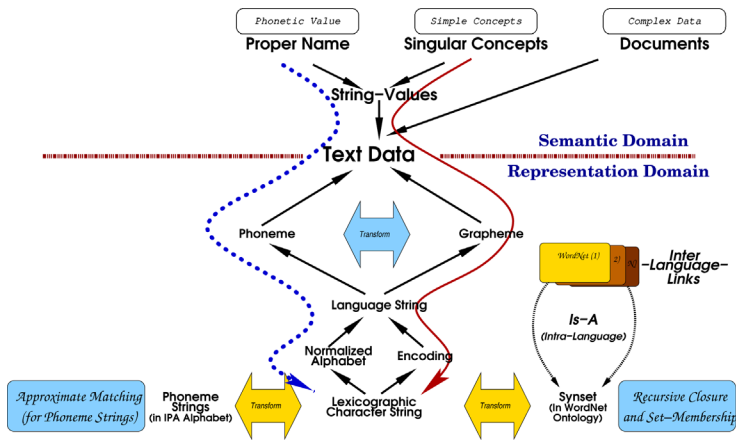 Phonetic Value
Simple Concepts
Complex Data
Proper Name
Singular Concepts
Documents
String-Values
Semantic Domain
Text Data
Representation Domain
Phoneme
Transform
Grapheme
WordNet (1)
2)
(N)
Inter
-Language-
Links
Language String
Is-A
(Intra-Language)
Normalized
Alphabet
Encoding
Approximate Matching
(for Phoneme Strings)
Phoneme
Strings
(in IPA Alphabet)
Transform
Lexicographic
Character String
Transform
Synset
(In WordNet
Ontology)
Recursive Closure
and Set-Membership